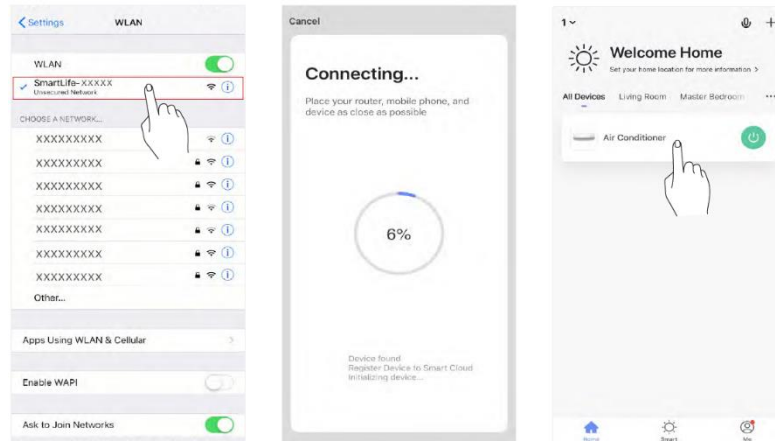 Settings
WLAN
WLAN
SmartLife-XXXXX
Unsecured Network
CHOOSE A NETWORK...
XXXXXXXXX
XXXXXXXXX
XXXXXXXXX
XXXXXXXXX
XXXXXXXXX
XXXXXXXXX
XXXXXXXXX
Other...
Apps Using WLAN & Cellular
Enable WAPI
Ask to Join Networks
Cancel
Connecting...
Place your router, mobile phone, and
device as close as possible
6%
Device found
Register Device to Smart Cloud
Initializing device...
1
Welcome Home
Set your home location for more information >
All Devices Living Room Master Bedroom ...
Air Conditioner
Home Smart Me